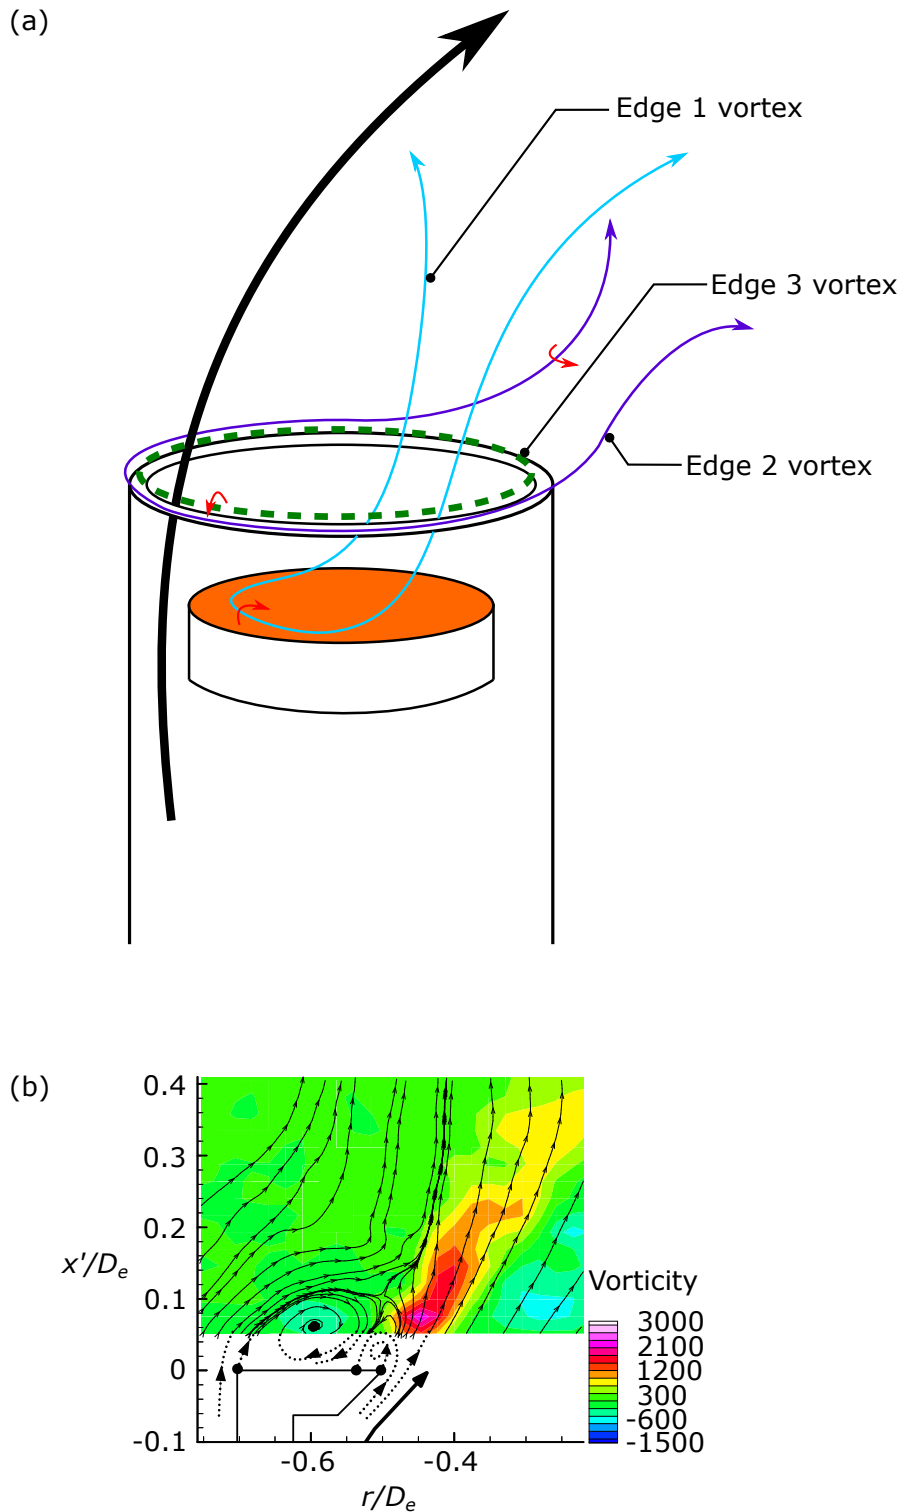 (a)
Edge 1 vortex
Edge 3 vortex
Edge 2 vortex
(b)
0.4
0.3
0.2
x'/Dₑ
0.1
0
-0.1
-0.6
-0.4
r/Dₑ
Vorticity
3000
2100
1200
300
-600
-1500